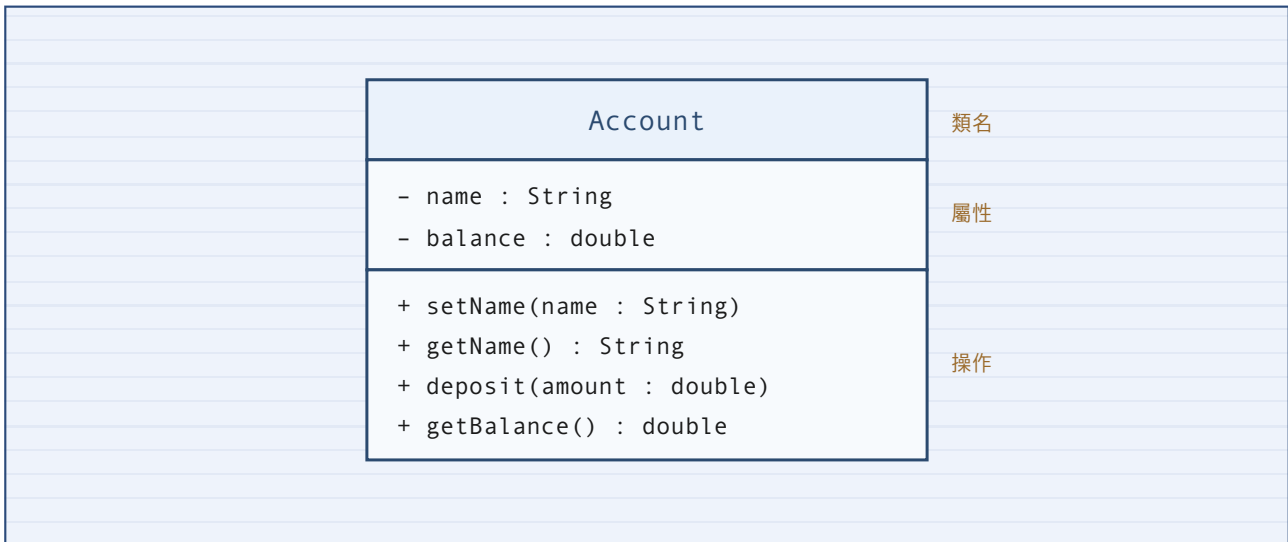 Account
類名
– name : String
– balance : double
屬性
+ setName(name : String)
+ getName() : String
+ deposit(amount : double)
+ getBalance() : double
操作